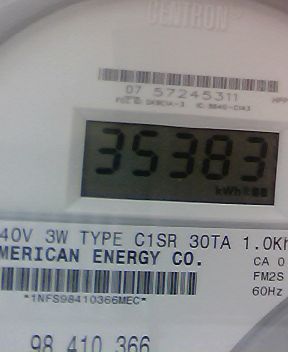 CENTRON
07 57245311
35383
kWh
40V 3W TYPE C1SR 30TA 1.0Kh
MERICAN ENERGY CO.
CA 0
FM2S
60Hz
*1NFS98410366MEC*
98 410 366